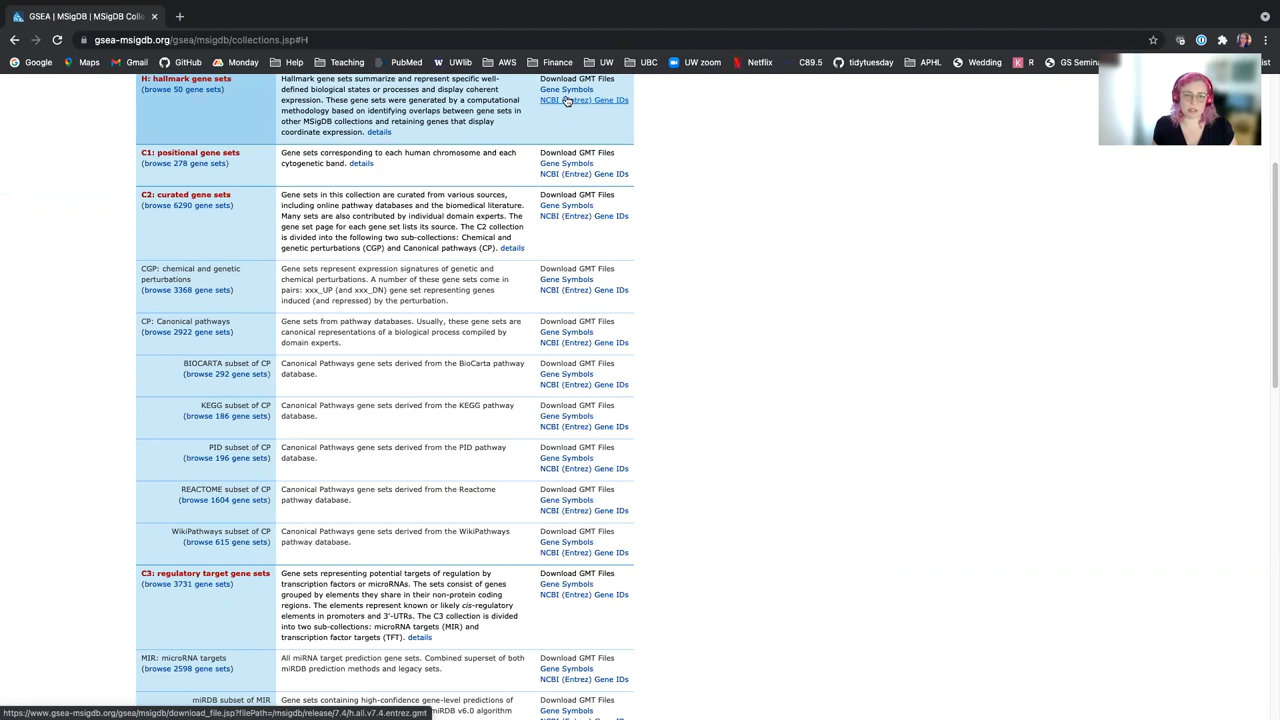 GSEA | MSigDB | MSigDB Colle
gsea-msigdb.org/gsea/msigdb/collections.jsp#H
Google
Maps
Gmail
GitHub
Monday
Help
Teaching
PubMed
UWlib
AWS
Finance
UW
UBC
UW zoom
Netflix
C89.5
tidytuesday
APHL
Wedding
R
GS Semin
H: hallmark gene sets
(browse 50 gene sets)
Hallmark gene sets summarize and represent specific well-
defined biological states or processes and display coherent
expression. These gene sets were generated by a computational
methodology based on identifying overlaps between gene sets in
other MSigDB collections and retaining genes that display
coordinate expression. details
Download GMT Files
Gene Symbols
NCBI (Entrez) Gene IDs
C1: positional gene sets
(browse 278 gene sets)
Gene sets corresponding to each human chromosome and each
cytogenetic band. details
Download GMT Files
Gene Symbols
NCBI (Entrez) Gene IDs
C2: curated gene sets
(browse 6290 gene sets)
Gene sets in this collection are curated from various sources,
including online pathway databases and the biomedical literature.
Many sets are also contributed by individual domain experts. The
gene set page for each gene set lists its source. The C2 collection
is divided into the following two sub-collections: Chemical and
genetic perturbations (CGP) and Canonical pathways (CP). details
Download GMT Files
Gene Symbols
NCBI (Entrez) Gene IDs
CGP: chemical and genetic
perturbations
(browse 3368 gene sets)
Gene sets represent expression signatures of genetic and
chemical perturbations. A number of these gene sets come in
pairs: xxx_UP (and xxx_DN) gene set representing genes
induced (and repressed) by the perturbation.
Download GMT Files
Gene Symbols
NCBI (Entrez) Gene IDs
CP: Canonical pathways
(browse 2922 gene sets)
Gene sets from pathway databases. Usually, these gene sets are
canonical representations of a biological process compiled by
domain experts.
Download GMT Files
Gene Symbols
NCBI (Entrez) Gene IDs
BIOCARTA subset of CP
(browse 292 gene sets)
Canonical Pathways gene sets derived from the BioCarta pathway
database.
Download GMT Files
Gene Symbols
NCBI (Entrez) Gene IDs
KEGG subset of CP
(browse 186 gene sets)
Canonical Pathways gene sets derived from the KEGG pathway
database.
Download GMT Files
Gene Symbols
NCBI (Entrez) Gene IDs
PID subset of CP
(browse 196 gene sets)
Canonical Pathways gene sets derived from the PID pathway
database.
Download GMT Files
Gene Symbols
NCBI (Entrez) Gene IDs
REACTOME subset of CP
(browse 1604 gene sets)
Canonical Pathways gene sets derived from the Reactome
pathway database.
Download GMT Files
Gene Symbols
NCBI (Entrez) Gene IDs
WikiPathways subset of CP
(browse 615 gene sets)
Canonical Pathways gene sets derived from the WikiPathways
pathway database.
Download GMT Files
Gene Symbols
NCBI (Entrez) Gene IDs
C3: regulatory target gene sets
(browse 3731 gene sets)
Gene sets representing potential targets of regulation by
transcription factors or microRNAs. The sets consist of genes
grouped by elements they share in their non-protein coding
regions. The elements represent known or likely cis-regulatory
elements in promoters and 3'-UTRs. The C3 collection is divided
into two sub-collections: microRNA targets (MIR) and
transcription factor targets (TFT). details
Download GMT Files
Gene Symbols
NCBI (Entrez) Gene IDs
MIR: microRNA targets
(browse 2598 gene sets)
All miRNA target prediction gene sets. Combined superset of both
miRDB prediction methods and legacy sets.
Download GMT Files
Gene Symbols
NCBI (Entrez) Gene IDs
miRDB subset of MIR
Gene sets containing high-confidence gene-level predictions of
miRDB v6.0 algorithm
Download GMT Files
Gene Symbols
https://www.gsea-msigdb.org/gsea/msigdb/download_file.jsp?filePath=/msigdb/release/7.4/h.all.v7.4.entrez.gmt